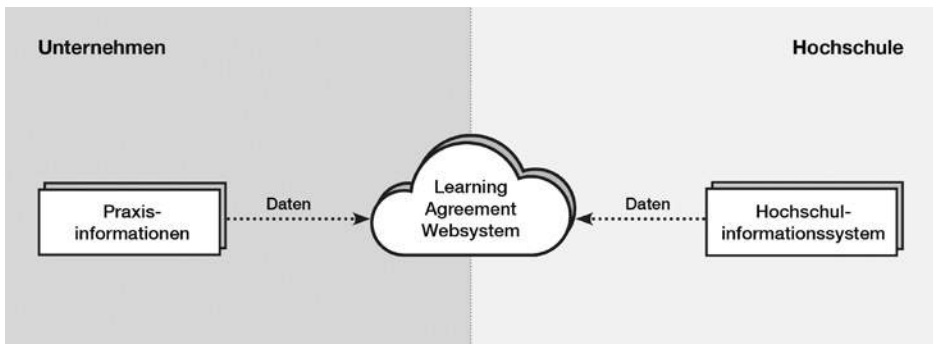 Unternehmen
Hochschule
Praxis-
informationen
Daten
Learning
Agreement
Websystem
Daten
Hochschul-
informationssystem